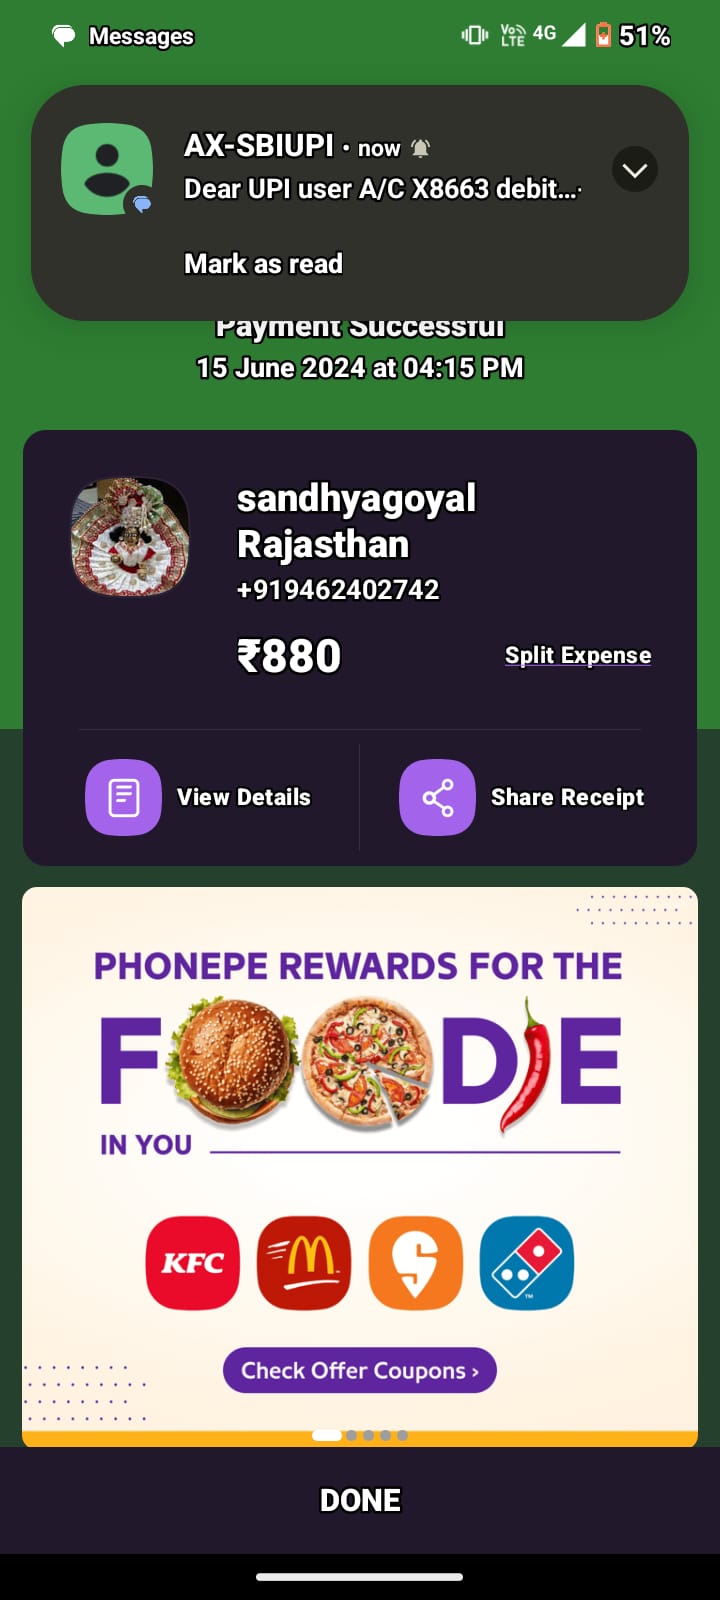 Messages
Vo LTE 4G 51%
AX-SBIUPI · now
Dear UPI user A/C X8663 debit...
Mark as read
Payment Successful
15 June 2024 at 04:15 PM
sandhyagoyal
Rajasthan
+919462402742
₹880
Split Expense
View Details
Share Receipt
PHONEPE REWARDS FOR THE
FOODIE
IN YOU
KFC
M
Check Offer Coupons ›
DONE